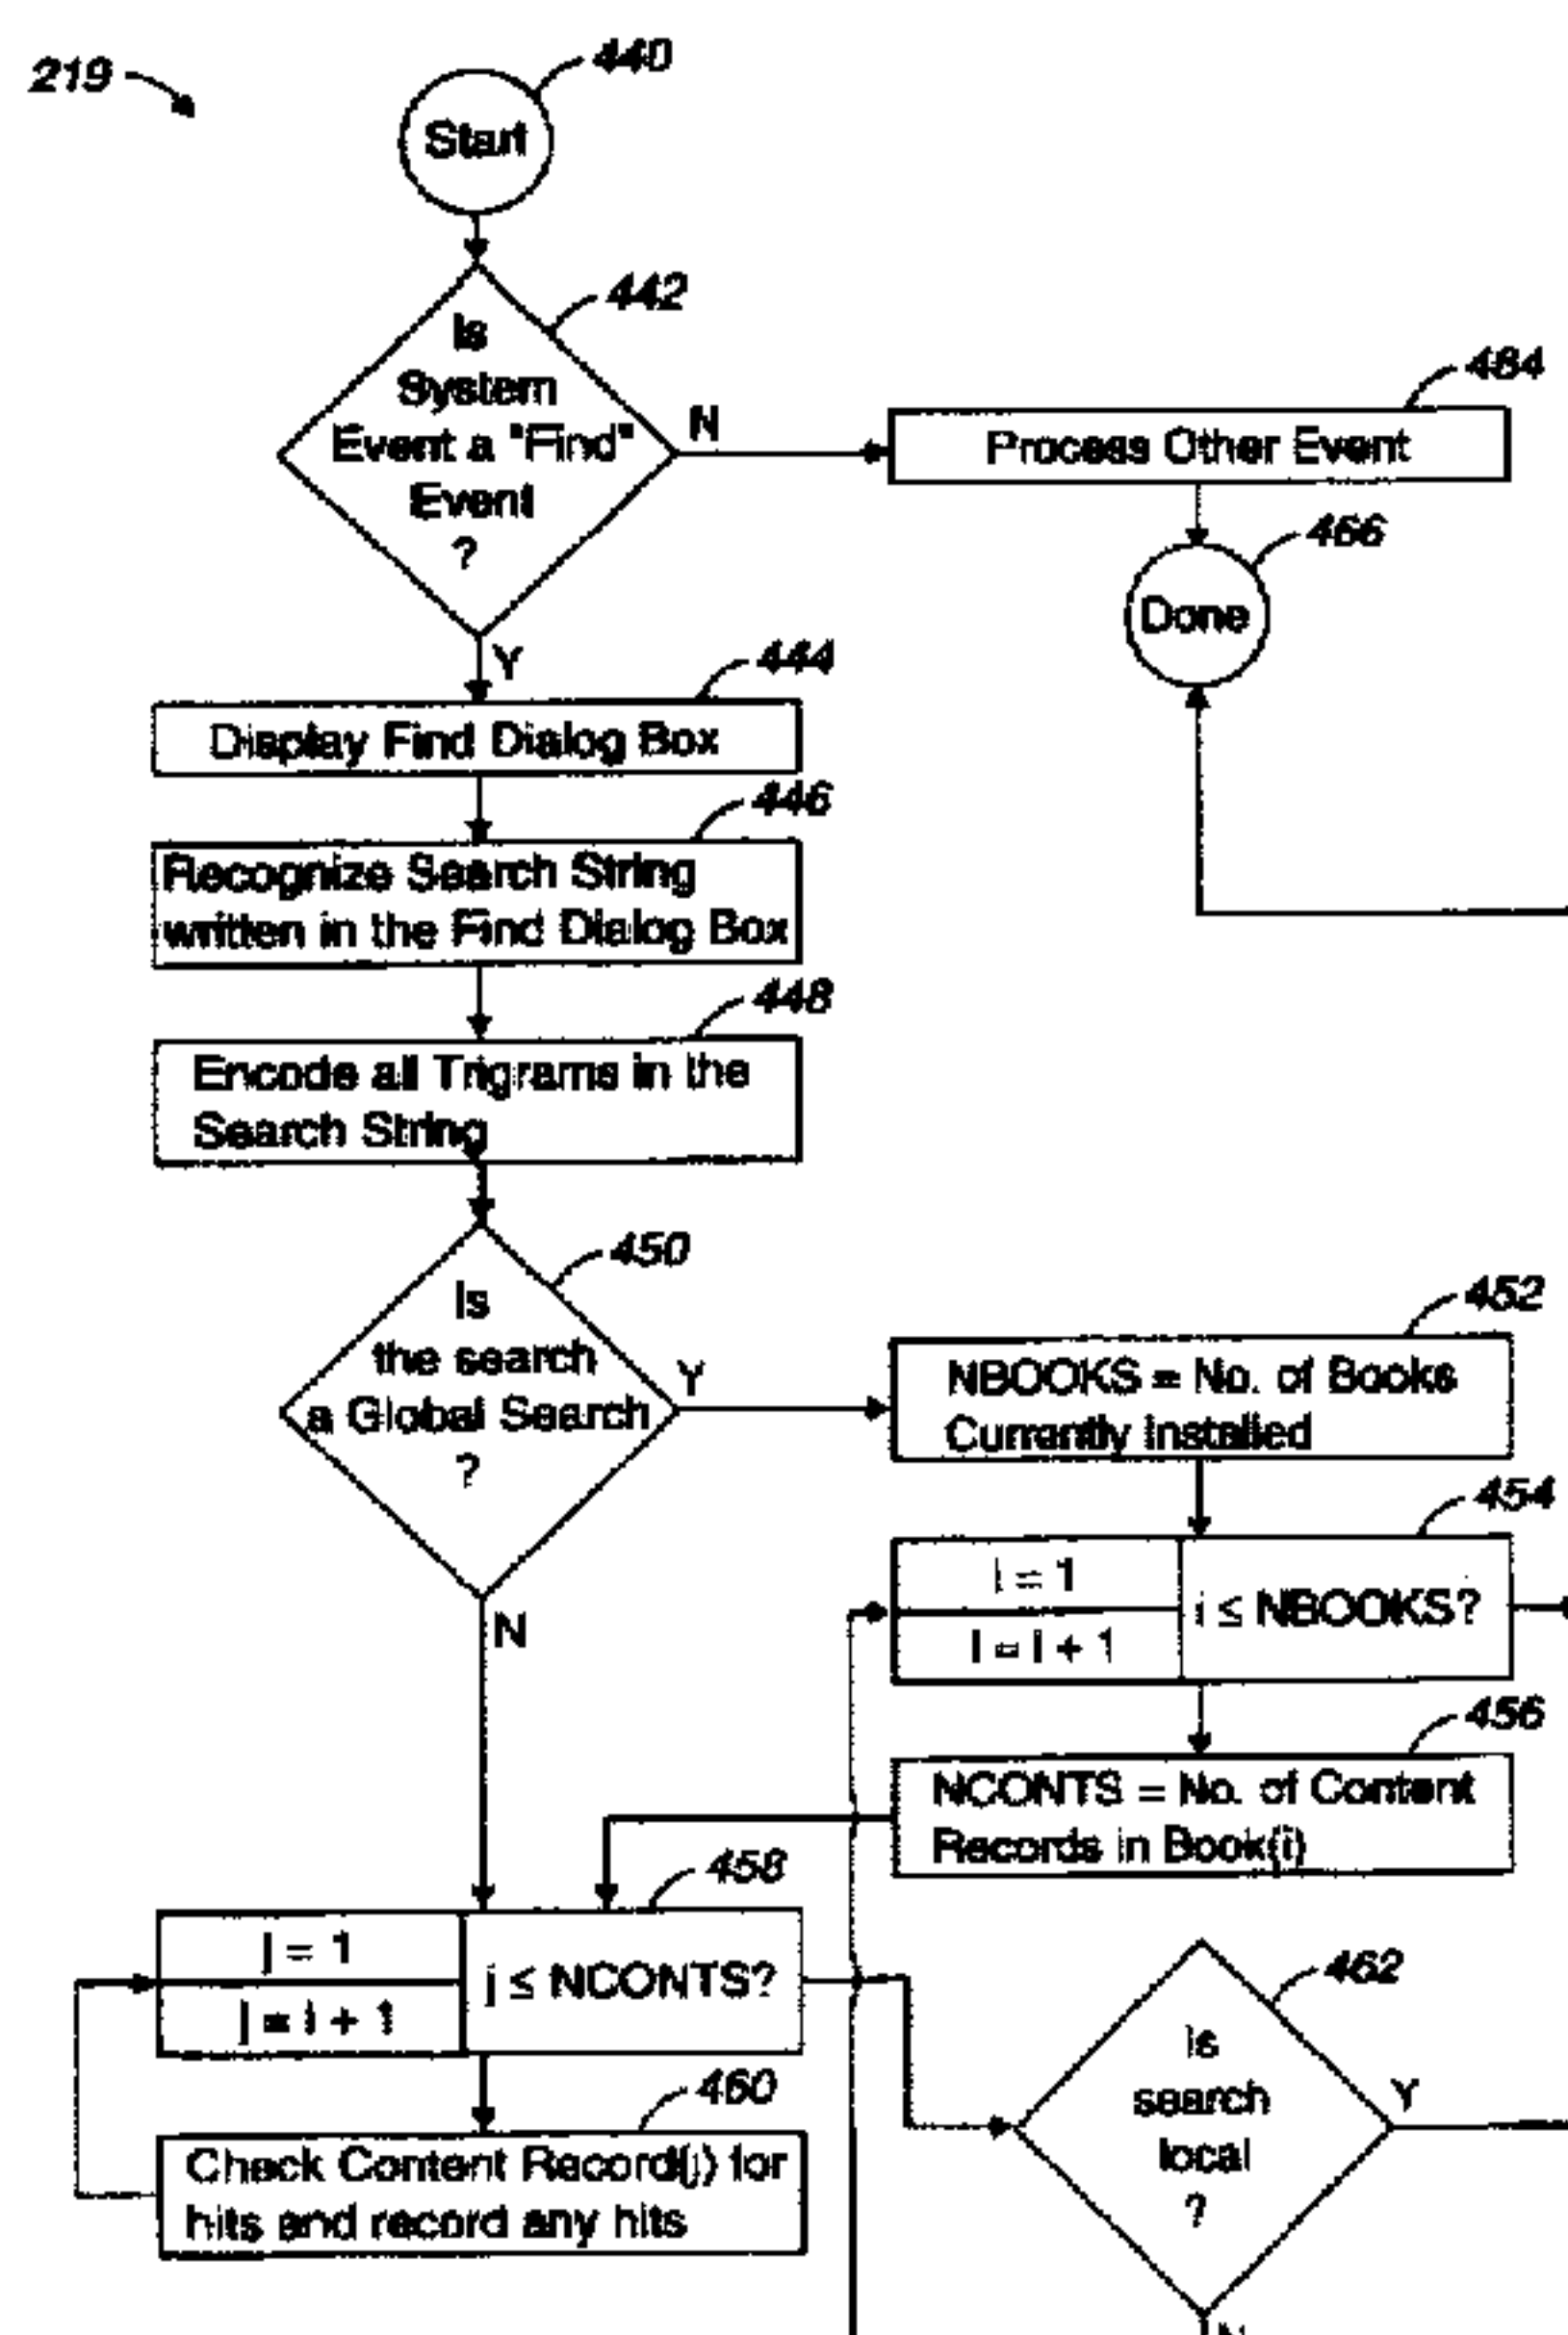 219
440
Start
442
Is
System
Event a "Find"
Event
?
N
484
Process Other Event
466
Done
Y
444
Display Find Dialog Box
446
Recognize Search String
written in the Find Dialog Box
448
Encode all Trigrams in the
Search String
450
Is
the search
a Global Search
?
Y
452
NBOOKS = No. of Books
Currently installed
454
i = 1
i = i + 1
i ≤ NBOOKS?
N
456
NCONTS = No. of Content
Records in Book(i)
458
j = 1
j = i + 1
j ≤ NCONTS?
460
Check Content Record(j) for
hits and record any hits
462
is
search
local
?
Y
N